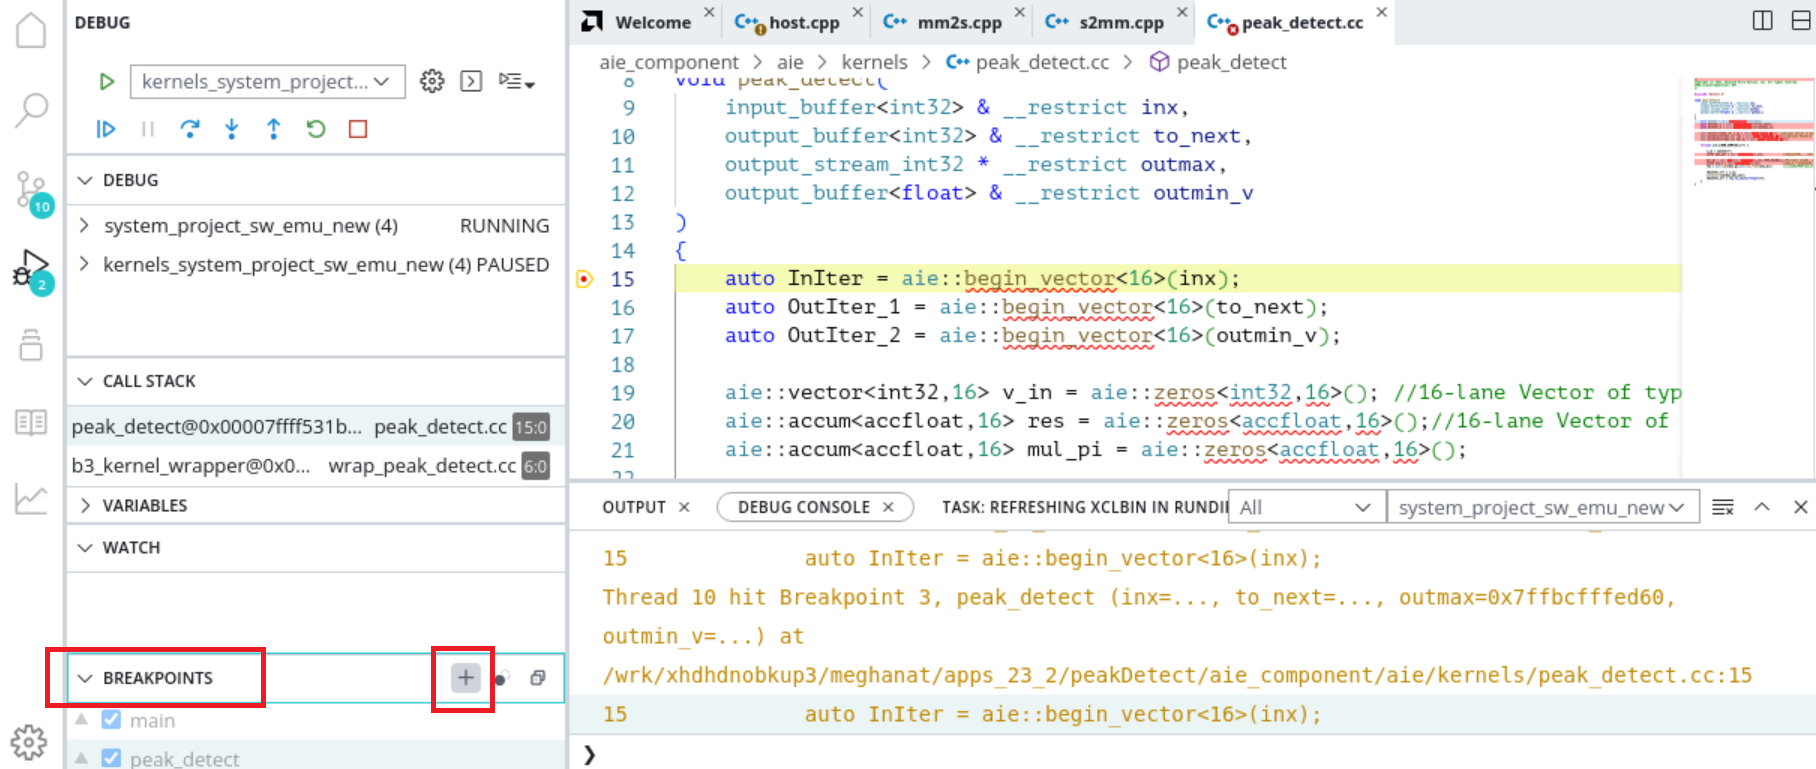 DEBUG
kernels_system_project...
DEBUG
system_project_sw_emu_new (4) RUNNING
kernels_system_project_sw_emu_new (4) PAUSED
CALL STACK
peak_detect@0x00007ffff531b... peak_detect.cc 15:0
b3_kernel_wrapper@0x0... wrap_peak_detect.cc 6:0
VARIABLES
WATCH
BREAKPOINTS
main
peak_detect
10
2
Welcome
host.cpp
mm2s.cpp
s2mm.cpp
peak_detect.cc
aie_component > aie > kernels > C++ peak_detect.cc > peak_detect
8 void peak_detect(
9 input_buffer<int32> & __restrict inx,
10 output_buffer<int32> & __restrict to_next,
11 output_stream_int32 * __restrict outmax,
12 output_buffer<float> & __restrict outmin_v
13 )
14 {
15 auto InIter = aie::begin_vector<16>(inx);
16 auto OutIter_1 = aie::begin_vector<16>(to_next);
17 auto OutIter_2 = aie::begin_vector<16>(outmin_v);
18
19 aie::vector<int32,16> v_in = aie::zeros<int32,16>(); //16-lane Vector of typ
20 aie::accum<accfloat,16> res = aie::zeros<accfloat,16>();//16-lane Vector of
21 aie::accum<accfloat,16> mul_pi = aie::zeros<accfloat,16>();
22
OUTPUT
DEBUG CONSOLE
TASK: REFRESHING XCLBIN IN RUNDI
All
system_project_sw_emu_new
15 auto InIter = aie::begin_vector<16>(inx);
Thread 10 hit Breakpoint 3, peak_detect (inx=..., to_next=..., outmax=0x7ffbcfffed60,
outmin_v=...) at
/wrk/xhdhdnobkup3/meghanat/apps_23_2/peakDetect/aie_component/aie/kernels/peak_detect.cc:15
15 auto InIter = aie::begin_vector<16>(inx);